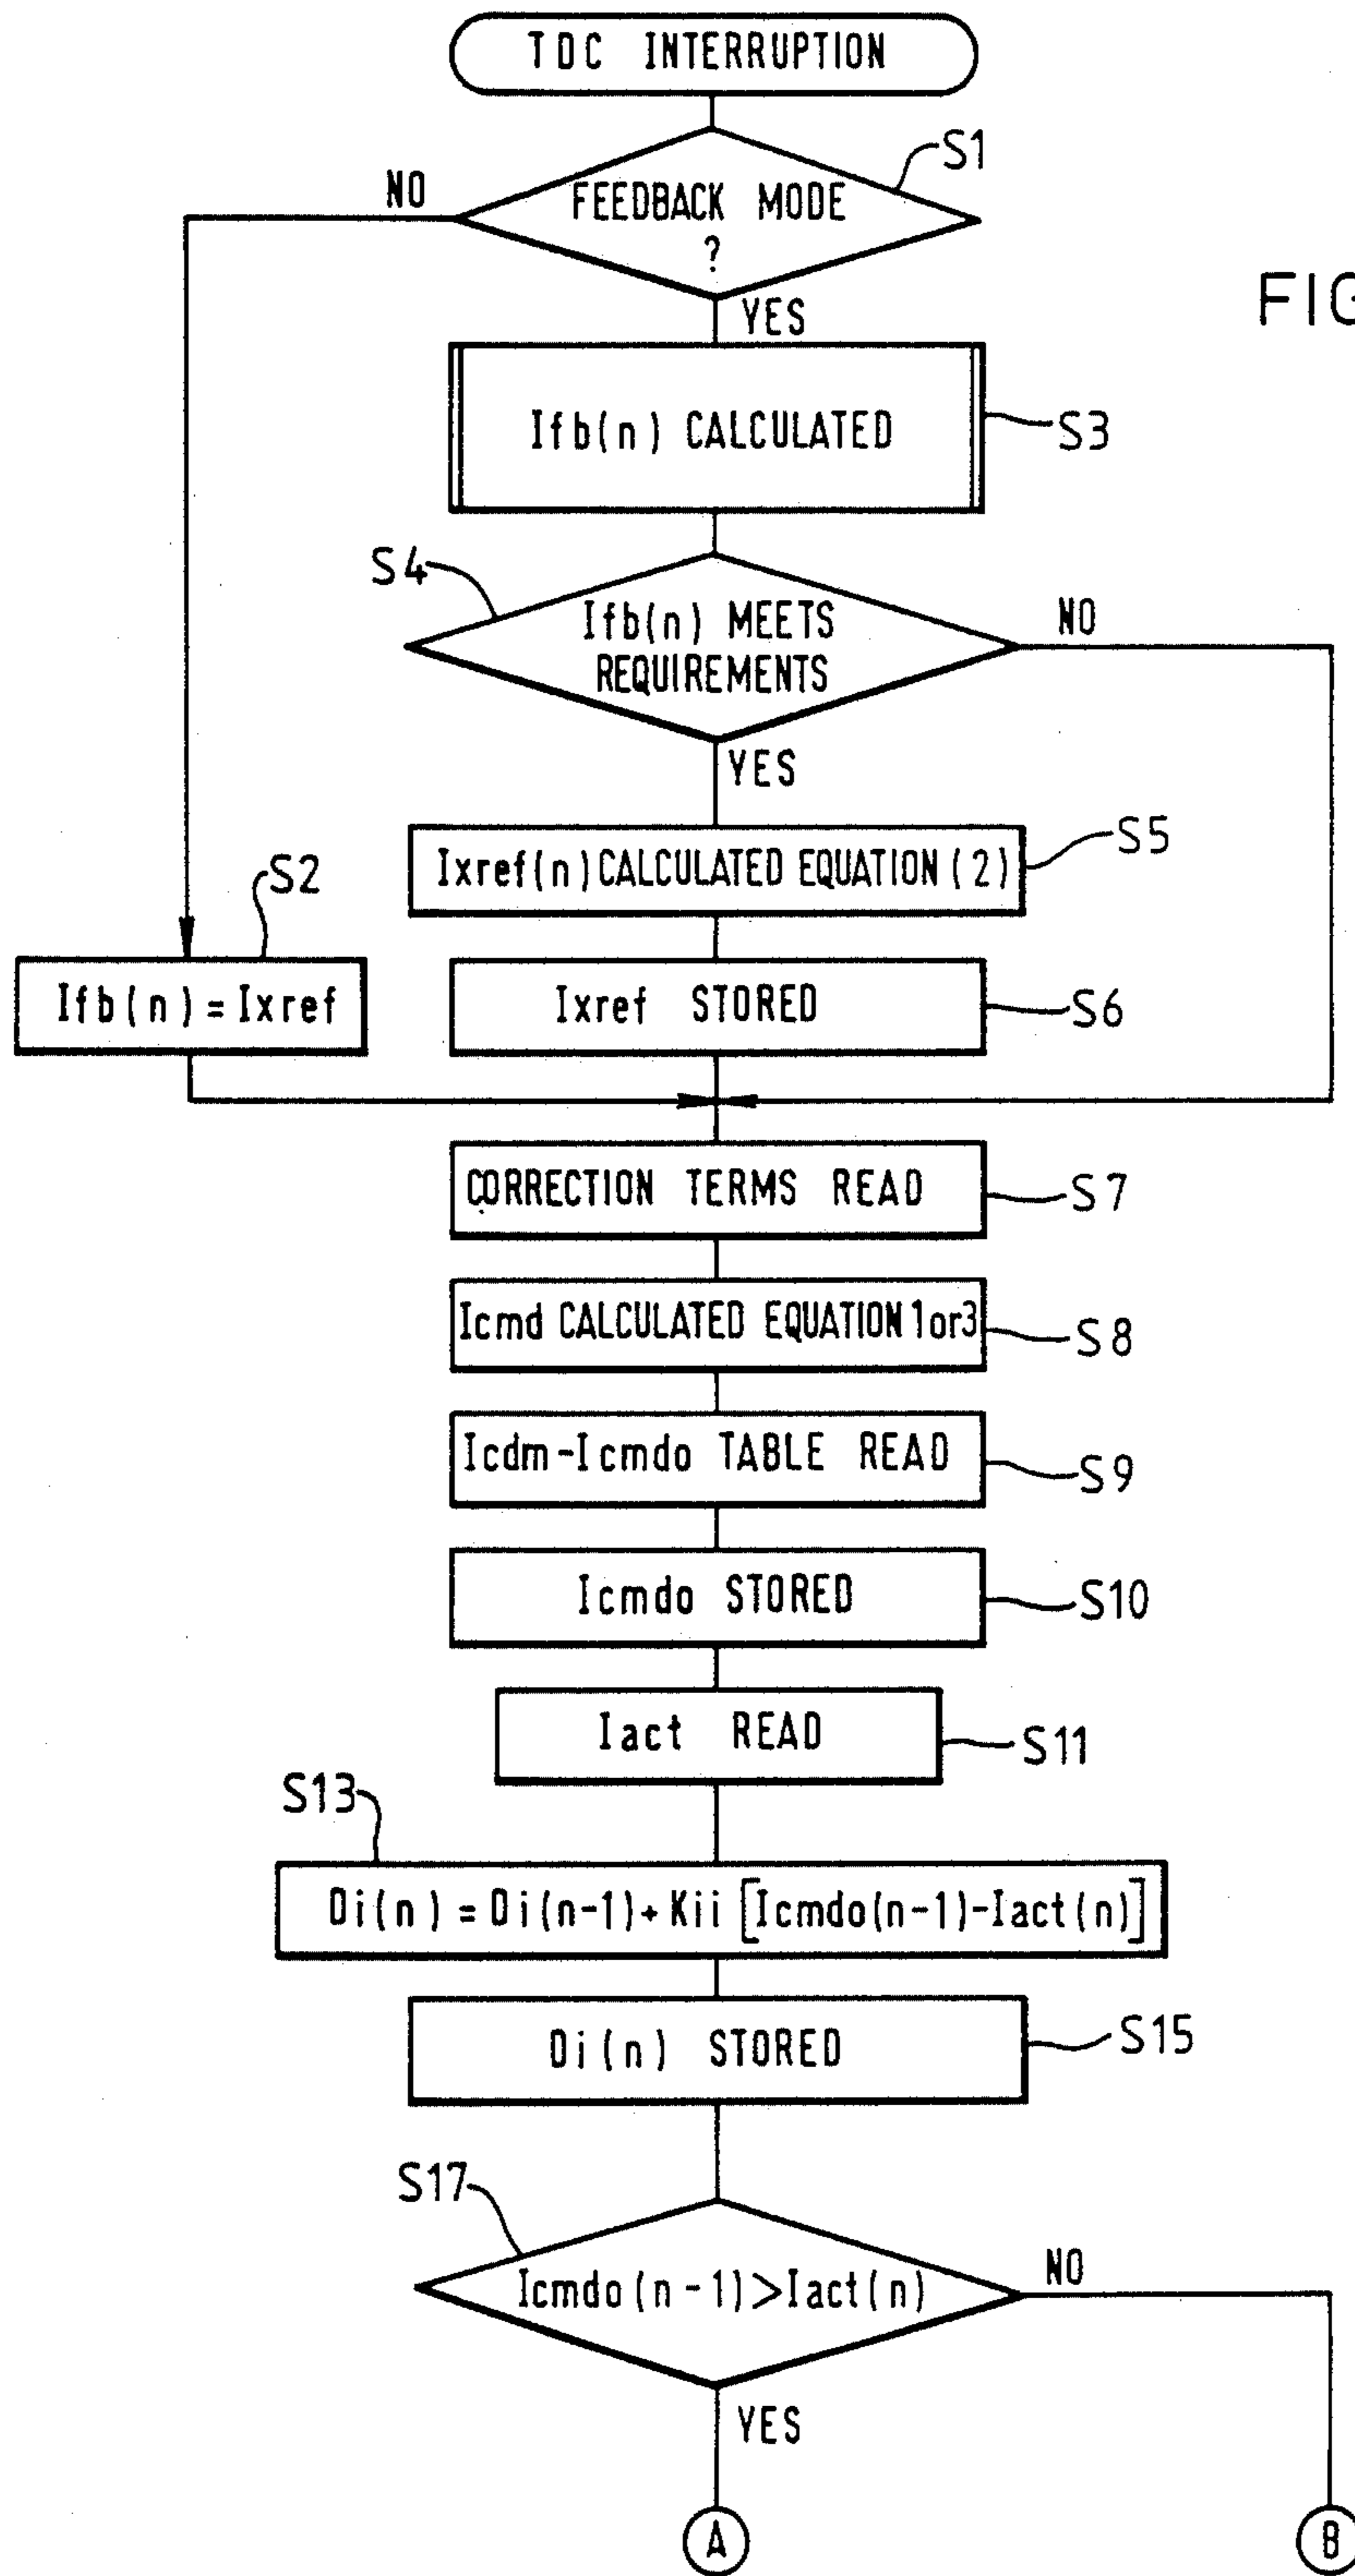 TDC INTERRUPTION
S1
NO
FEEDBACK MODE
?
YES
FIG
Ifb(n) CALCULATED
S3
S4
Ifb(n) MEETS
REQUIREMENTS
NO
YES
Ixref(n) CALCULATED EQUATION (2)
S5
S2
Ifb(n) = Ixref
Ixref STORED
S6
CORRECTION TERMS READ
S7
Icmd CALCULATED EQUATION 1or3
S8
Icdm-Icmdo TABLE READ
S9
Icmdo STORED
S10
Iact READ
S11
S13
Di(n) = Di(n-1) + Kii [Icmdo(n-1)-Iact(n)]
Di(n) STORED
S15
S17
Icmdo(n-1)>Iact(n)
NO
YES
A
B